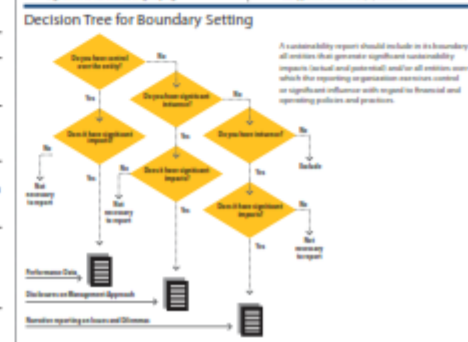 Decision Tree for Boundary Setting
A sustainability report should include in its boundary
all entities that generate significant sustainability
impacts (actual and potential) and/or all entities over
which the reporting organization exercises control
or significant influence with regard to financial and
operating policies and practices.
Do you have control
over the entity?
No
Yes
Do you have significant
influence?
No
Yes
Does it have significant
impacts?
Do you have influence?
No
Yes
No
Yes
Exclude
Does it have significant
impacts?
No
Yes
Not
necessary
to report
Not
necessary
to report
Does it have significant
impacts?
No
Yes
Not
necessary
to report
Performance Data
Disclosure on Management Approach
Narrative reporting on Issues and Dilemmas